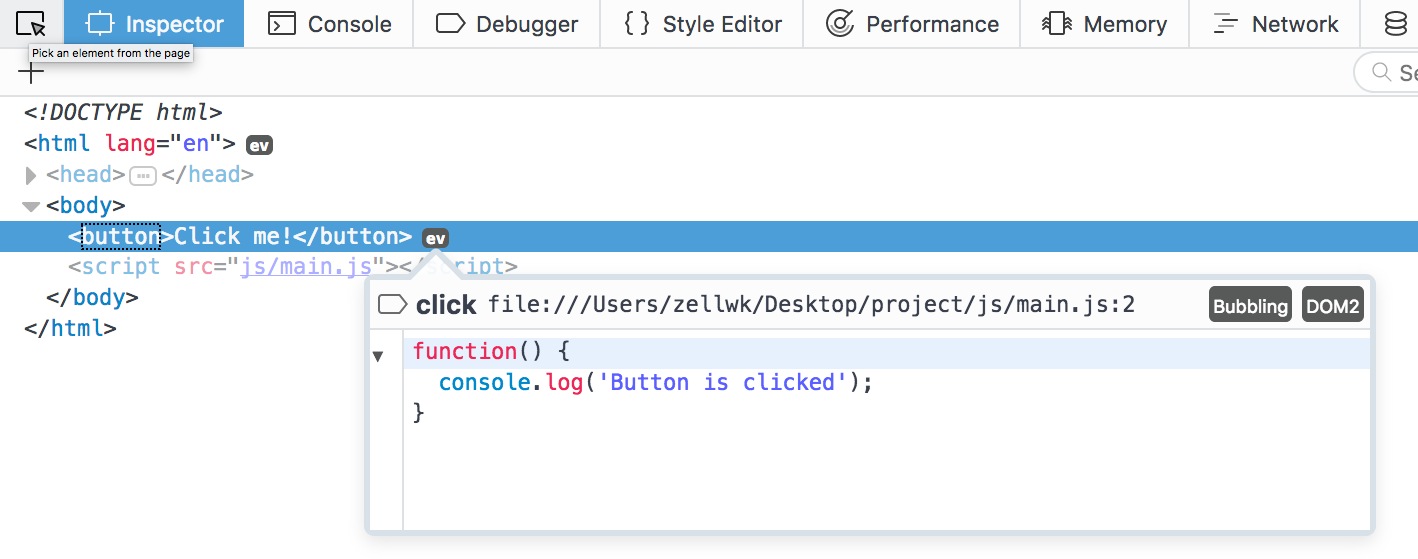 Inspector Console Debugger {} Style Editor Performance Memory Network
Pick an element from the page
<!DOCTYPE html>
<html lang="en"> ev
<head>⋯</head>
<body>
<button>Click me!</button> ev
<script src="js/main.js"></script>
</body>
click file:///Users/zellwk/Desktop/project/js/main.js:2 Bubbling DOM2
</html>
function() {
console.log('Button is clicked');
}